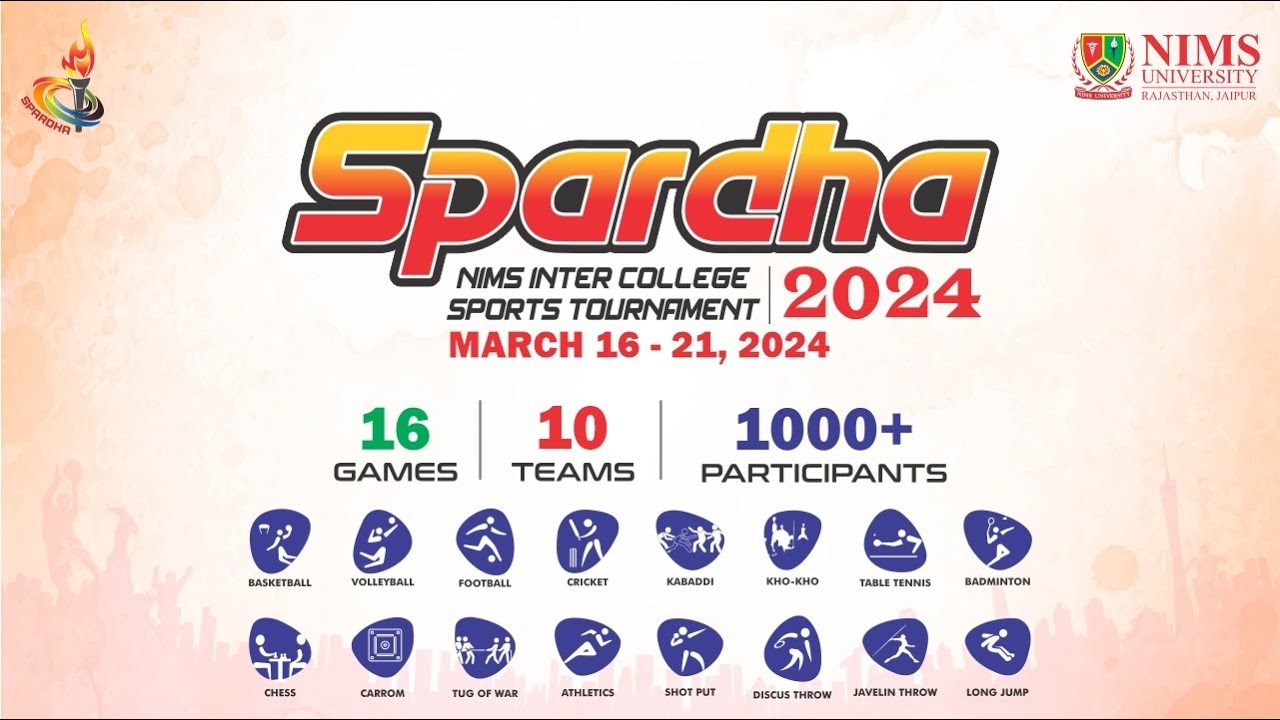 SPARDHA
NIMS
UNIVERSITY
RAJASTHAN, JAIPUR
NIMS UNIVERSITY
Spardha
NIMS INTER COLLEGE
SPORTS TOURNAMENT
2024
MARCH 16 - 21, 2024
16
GAMES
10
TEAMS
1000+
PARTICIPANTS
BASKETBALL
VOLLEYBALL
FOOTBALL
CRICKET
KABADDI
KHO-KHO
TABLE TENNIS
BADMINTON
CHESS
CARROM
TUG OF WAR
ATHLETICS
SHOT PUT
DISCUS THROW
JAVELIN THROW
LONG JUMP